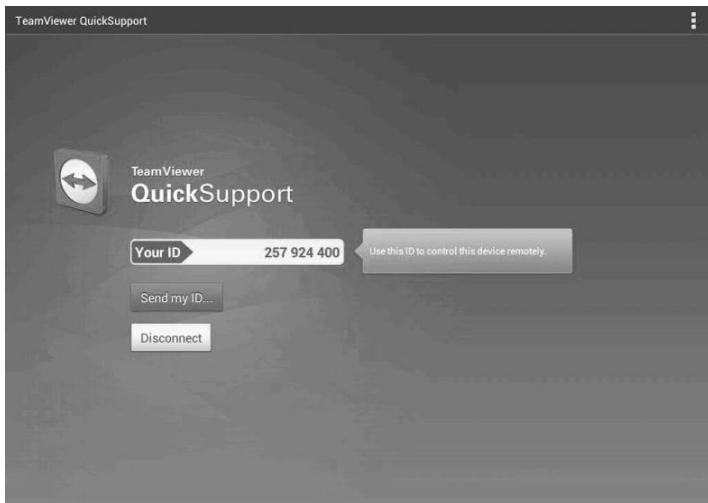 TeamViewer QuickSupport
TeamViewer
QuickSupport
Your ID 257 924 400
Use this ID to control this device remotely.
Send my ID...
Disconnect